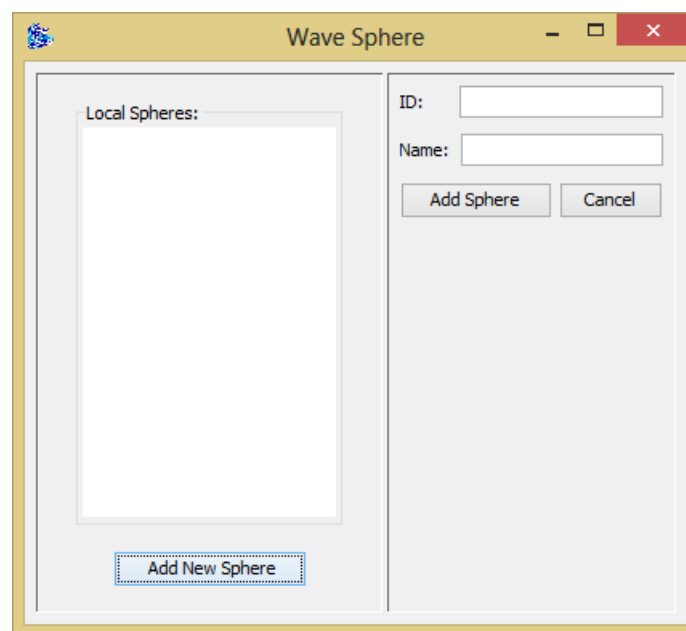 Wave Sphere
Local Spheres:
Add New Sphere
ID:
Name:
Add Sphere Cancel